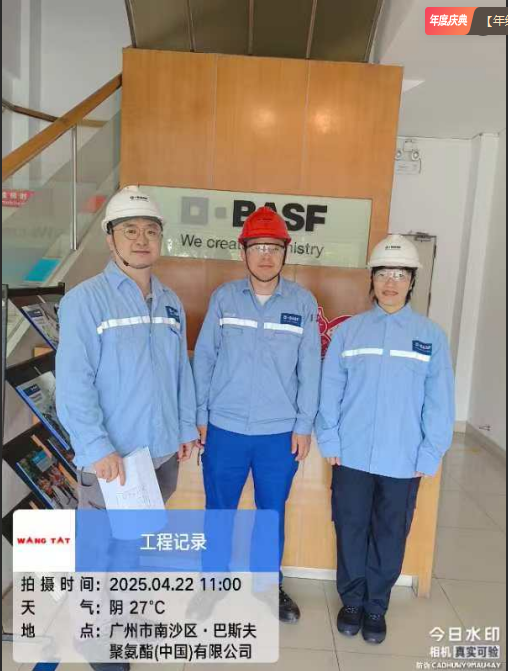 年度庆典
【年
BASF
We create chemistry
BASF
BASF
WANG TAT
工程记录
拍摄时间: 2025.04.22 11:00
天 气: 阴 27°C
地 点: 广州市南沙区·巴斯夫
聚氨酯(中国)有限公司
今日水印
相机 真实可验